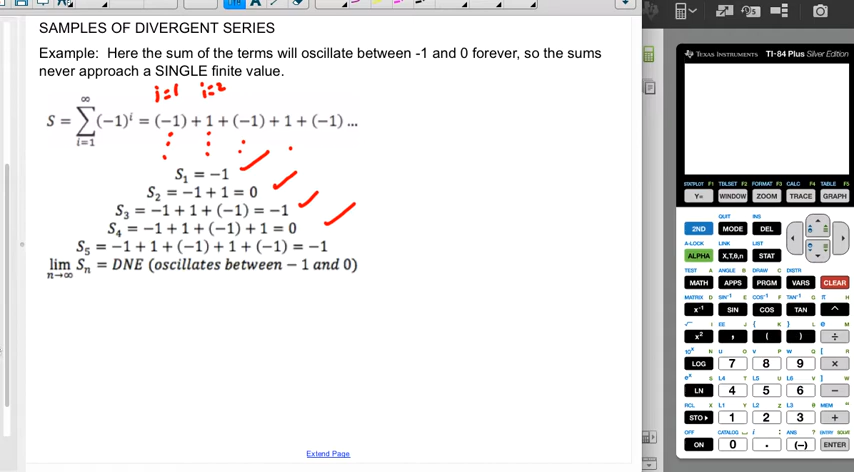 SAMPLES OF DIVERGENT SERIES
Example: Here the sum of the terms will oscillate between -1 and 0 forever, so the sums
never approach a SINGLE finite value.
i=1 i=2
S = ∞∑i=1 (−1)^i = (−1) + 1 + (−1) + 1 + (−1) ...
S₁ = −1
S₂ = −1 + 1 = 0
S₃ = −1 + 1 + (−1) = −1
S₄ = −1 + 1 + (−1) + 1 = 0
S₅ = −1 + 1 + (−1) + 1 + (−1) = −1
lim n→∞ Sₙ = DNE (oscillates between − 1 and 0)
Extend Page
TEXAS INSTRUMENTS TI-84 Plus Silver Edition
STATPLOT F1 TBLSET F2 FORMAT F3 CALC F4 TABLE F5
Y= WINDOW ZOOM TRACE GRAPH
QUIT INS
2ND MODE DEL
A-LOCK LINK LIST
ALPHA X,T,θ,n STAT
TEST A ANGLE B DRAW C DISTR
MATH APPS PRGM VARS CLEAR
MATRIX D SIN⁻¹ E COS⁻¹ F TAN⁻¹ G π H
x⁻¹ SIN COS TAN ^
√ I EE J { K } L e M
x² , ( ) ÷
10ˣ N u O v P w Q [ R
LOG 7 8 9 ×
eˣ S L4 T L5 U L6 V ] W
LN 4 5 6 −
RCL X L1 Y L2 Z L3 θ MEM "
STO▸ 1 2 3 +
OFF CATALOG i : ANS ? ENTRY SOLVE
ON 0 . (−) ENTER